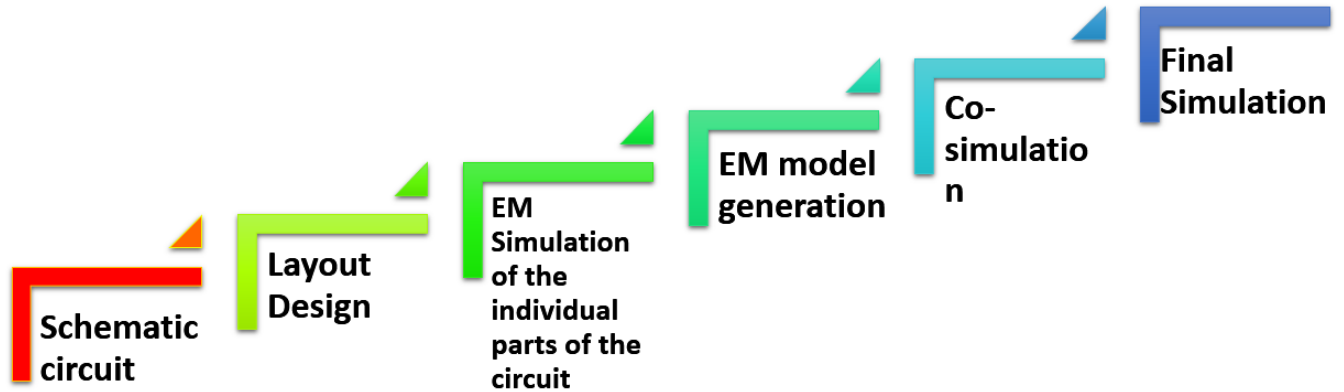 Schematic
circuit
Layout
Design
EM
Simulation
of the
individual
parts of the
circuit
EM model
generation
Co-
simulatio
n
Final
Simulation